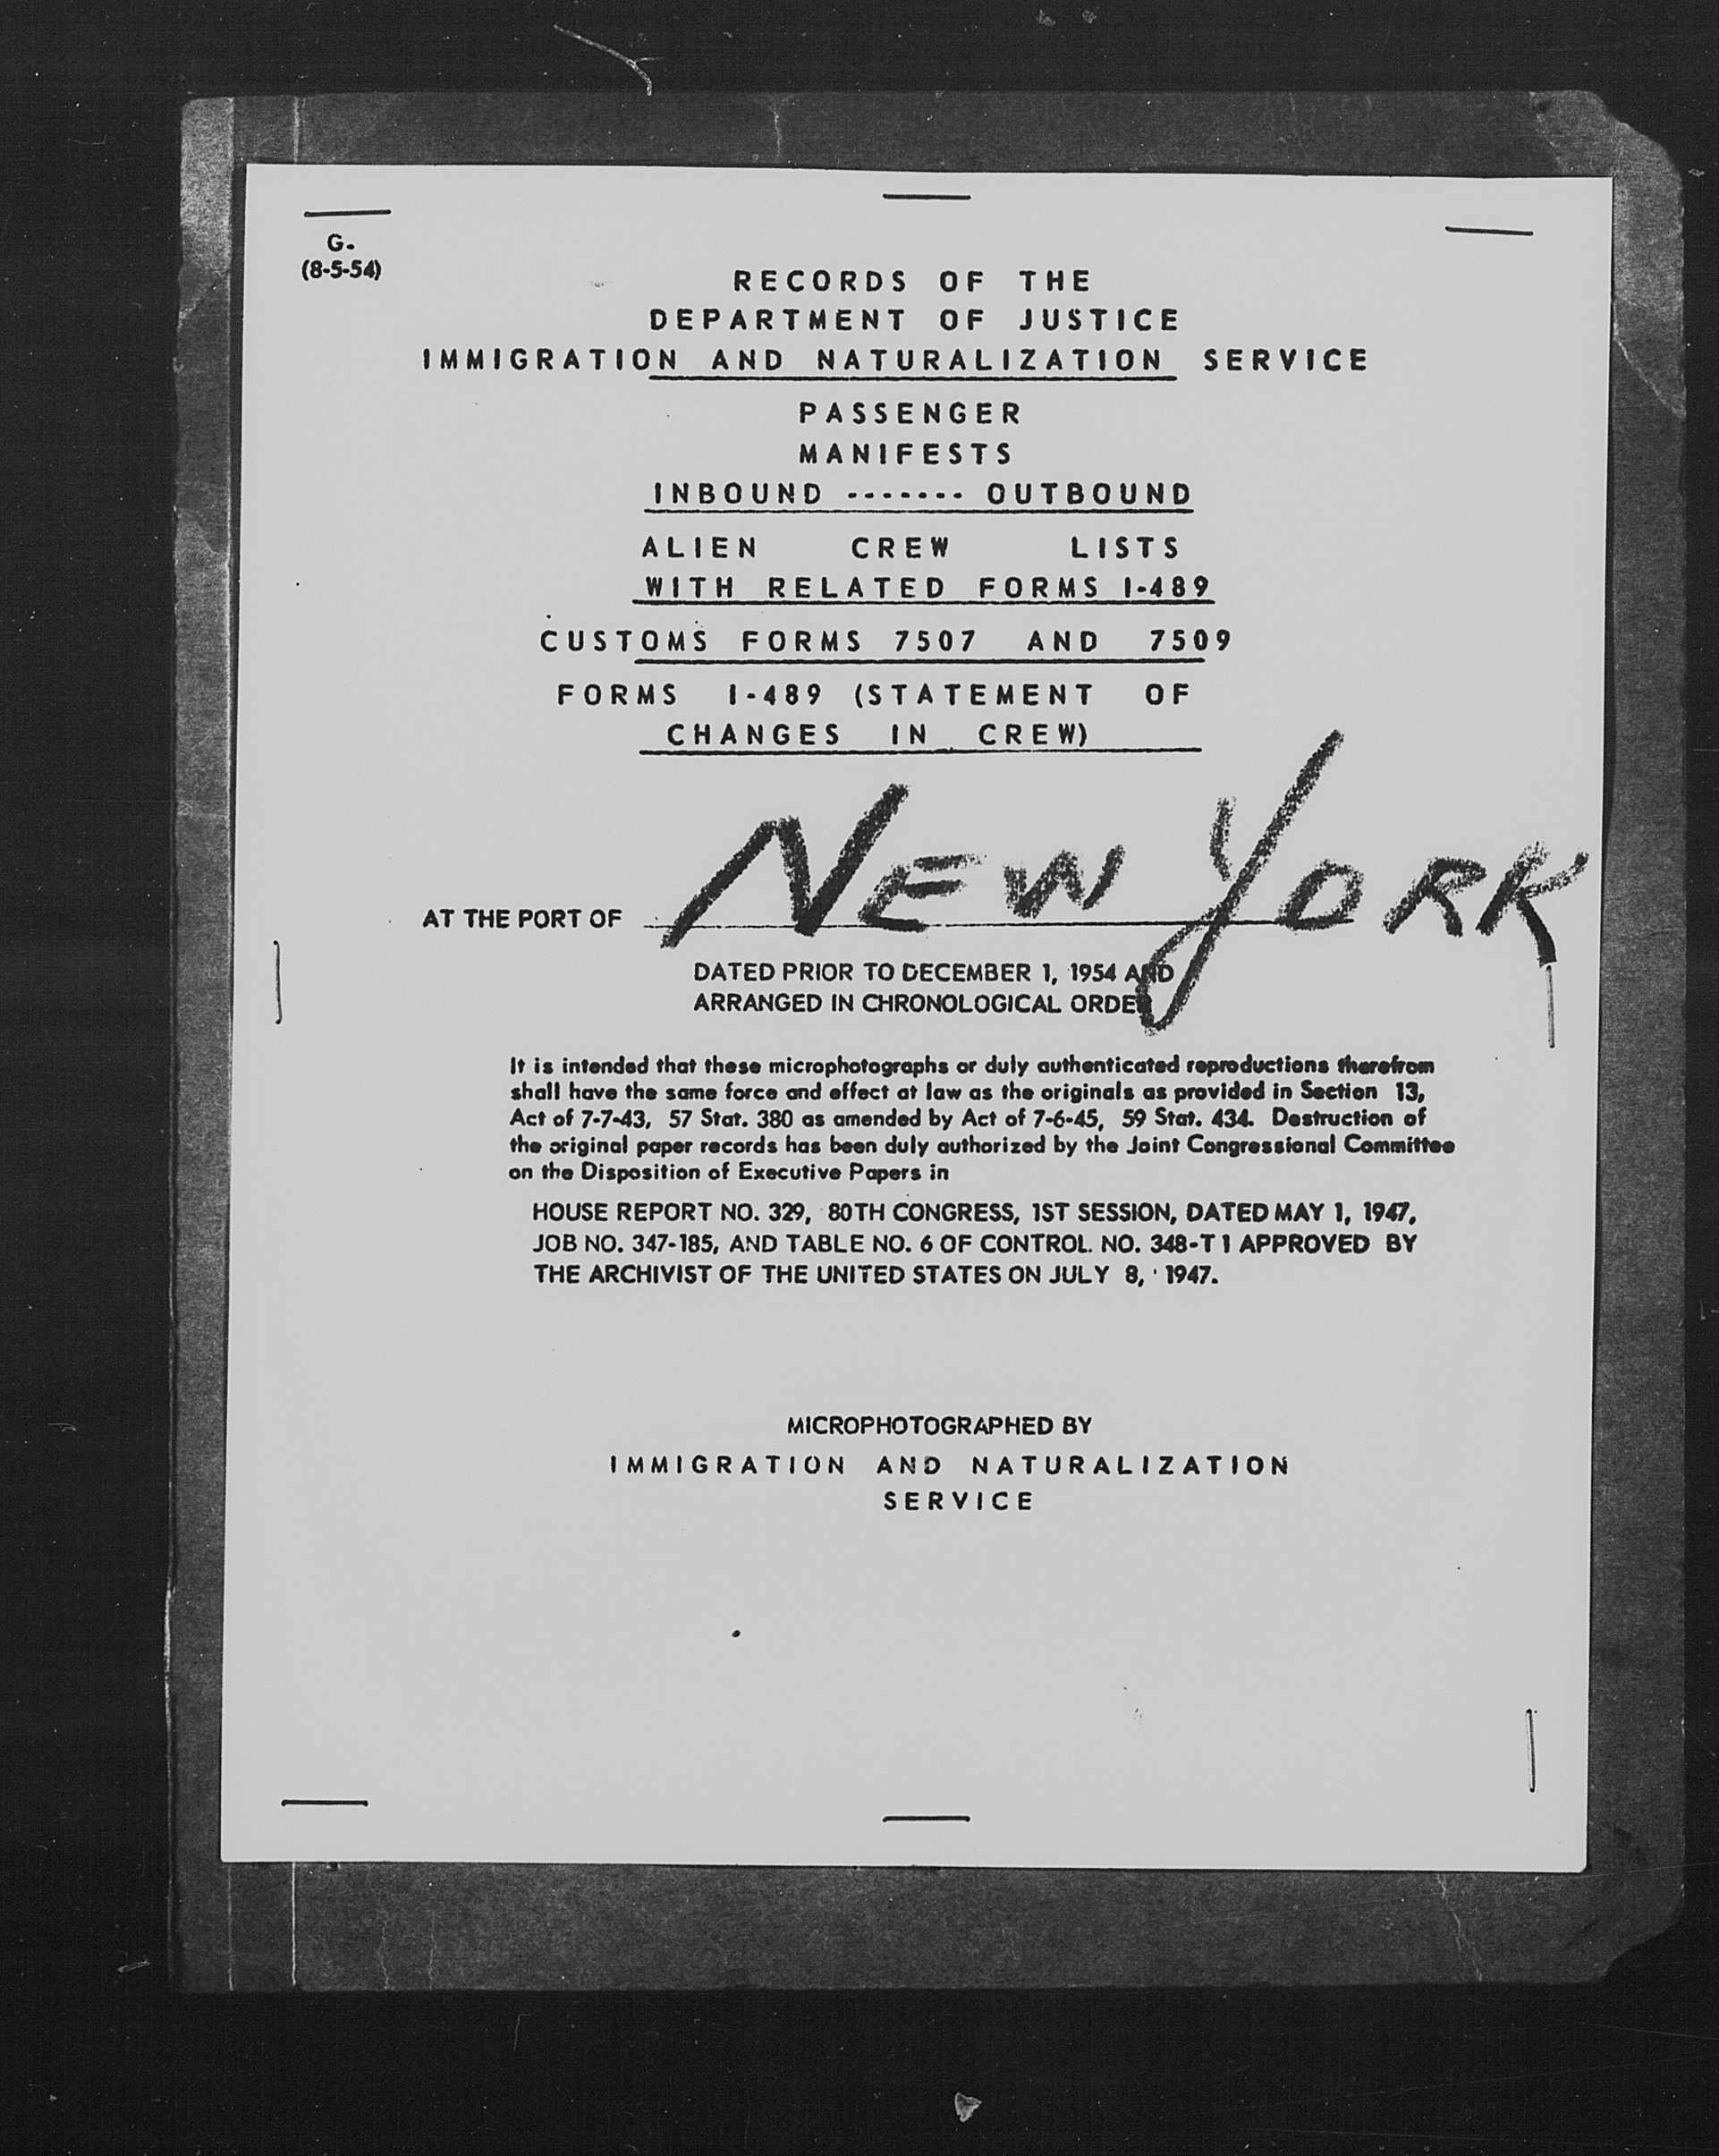 G.
(8-5-54)
RECORDS OF THE
DEPARTMENT OF JUSTICE
IMMIGRATION AND NATURALIZATION SERVICE
PASSENGER
MANIFESTS
INBOUND ------- OUTBOUND
ALIEN CREW LISTS
WITH RELATED FORMS I-489
CUSTOMS FORMS 7507 AND 7509
FORMS I-489 (STATEMENT OF
CHANGES IN CREW)
AT THE PORT OF NEW YORK
DATED PRIOR TO DECEMBER 1, 1954 AND
ARRANGED IN CHRONOLOGICAL ORDER
It is intended that these microphotographs or duly authenticated reproductions therefrom
shall have the same force and effect at law as the originals as provided in Section 13,
Act of 7-7-43, 57 Stat. 380 as amended by Act of 7-6-45, 59 Stat. 434. Destruction of
the original paper records has been duly authorized by the Joint Congressional Committee
on the Disposition of Executive Papers in
HOUSE REPORT NO. 329, 80TH CONGRESS, 1ST SESSION, DATED MAY 1, 1947,
JOB NO. 347-185, AND TABLE NO. 6 OF CONTROL NO. 348-T1 APPROVED BY
THE ARCHIVIST OF THE UNITED STATES ON JULY 8, 1947.
MICROPHOTOGRAPHED BY
IMMIGRATION AND NATURALIZATION
SERVICE